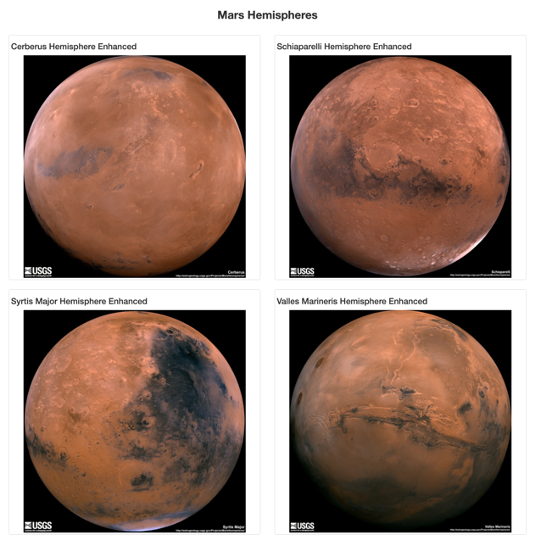 Mars Hemispheres
Cerberus Hemisphere Enhanced
Schiaparelli Hemisphere Enhanced
USGS
Cerberus
USGS
Schiaparelli
Syrtis Major Hemisphere Enhanced
Valles Marineris Hemisphere Enhanced
USGS
Syrtis Major
USGS
Valles Marineris